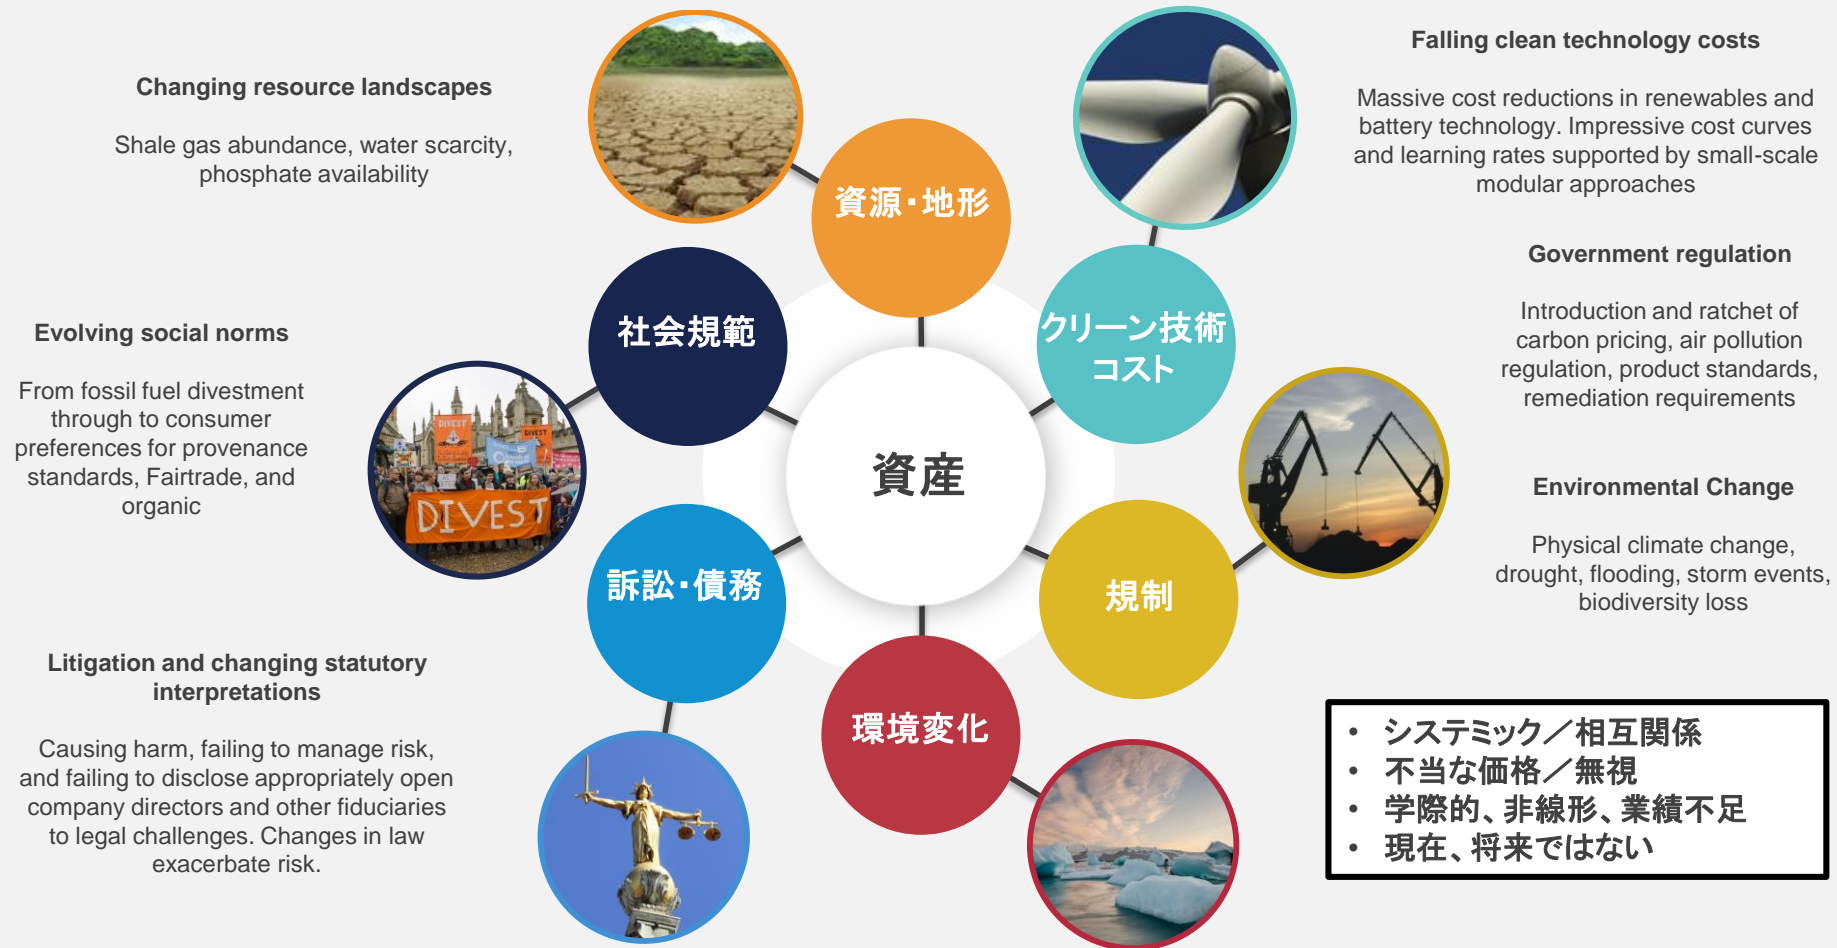 Changing resource landscapes
Shale gas abundance, water scarcity,
phosphate availability
Falling clean technology costs
Massive cost reductions in renewables and
battery technology. Impressive cost curves
and learning rates supported by small-scale
modular approaches
Evolving social norms
From fossil fuel divestment
through to consumer
preferences for provenance
standards, Fairtrade, and
organic
Government regulation
Introduction and ratchet of
carbon pricing, air pollution
regulation, product standards,
remediation requirements
Environmental Change
Physical climate change,
drought, flooding, storm events,
biodiversity loss
Litigation and changing statutory
interpretations
Causing harm, failing to manage risk,
and failing to disclose appropriately open
company directors and other fiduciaries
to legal challenges. Changes in law
exacerbate risk.
資源・地形
クリーン技術
コスト
社会規範
資産
訴訟・債務
規制
環境変化
DIVEST
DIVEST
DIVEST
• システミック／相互関係
• 不当な価格／無視
• 学際的、非線形、業績不足
• 現在、将来ではない